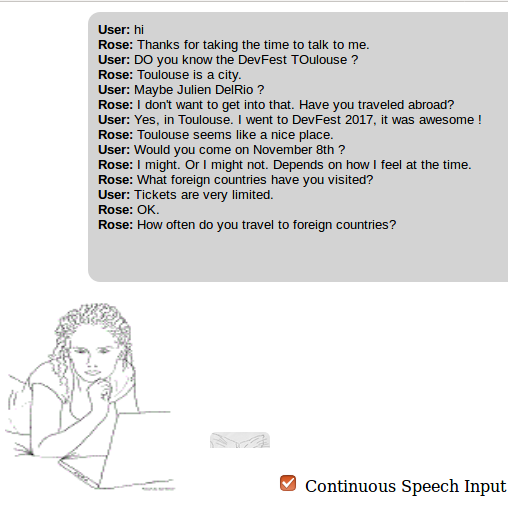 User: hi
Rose: Thanks for taking the time to talk to me.
User: DO you know the DevFest TOulouse ?
Rose: Toulouse is a city.
User: Maybe Julien DelRio ?
Rose: I don't want to get into that. Have you traveled abroad?
User: Yes, in Toulouse. I went to DevFest 2017, it was awesome !
Rose: Toulouse seems like a nice place.
User: Would you come on November 8th ?
Rose: I might. Or I might not. Depends on how I feel at the time.
Rose: What foreign countries have you visited?
User: Tickets are very limited.
Rose: OK.
Rose: How often do you travel to foreign countries?
Continuous Speech Input